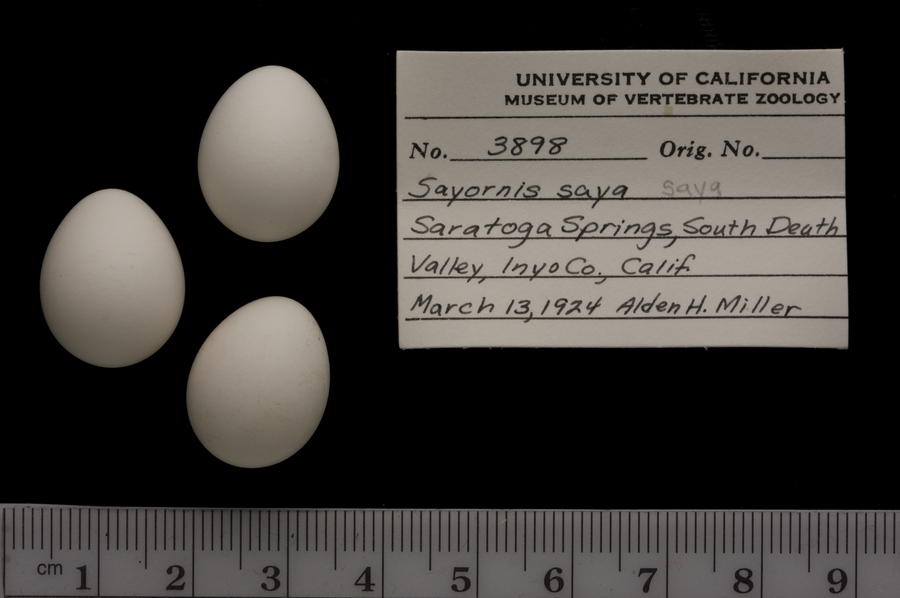 UNIVERSITY OF CALIFORNIA
MUSEUM OF VERTEBRATE ZOOLOGY
No. 3898 Orig. No.
Sayornis saya saya
Saratoga Springs, South Death
Valley, Inyo Co., Calif.
March 13, 1924 Alden H. Miller
cm 1 2 3 4 5 6 7 8 9